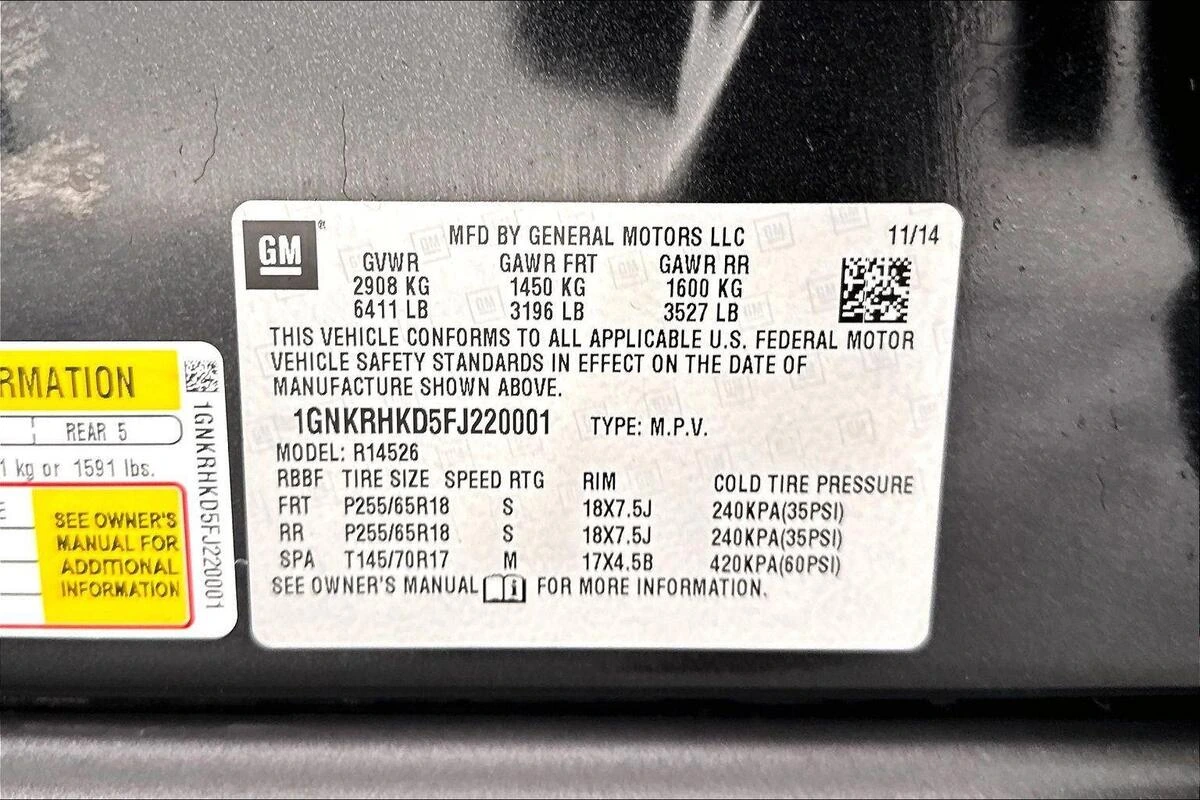 GM
MFD BY GENERAL MOTORS LLC 11/14
GVWR GAWR FRT GAWR RR
2908 KG 1450 KG 1600 KG
6411 LB 3196 LB 3527 LB
THIS VEHICLE CONFORMS TO ALL APPLICABLE U.S. FEDERAL MOTOR
VEHICLE SAFETY STANDARDS IN EFFECT ON THE DATE OF
MANUFACTURE SHOWN ABOVE.
1GNKRHKD5FJ220001 TYPE: M.P.V.
MODEL: R14526
RBBF TIRE SIZE SPEED RTG RIM COLD TIRE PRESSURE
FRT P255/65R18 S 18X7.5J 240KPA(35PSI)
RR P255/65R18 S 18X7.5J 240KPA(35PSI)
SPA T145/70R17 M 17X4.5B 420KPA(60PSI)
SEE OWNER'S MANUAL FOR MORE INFORMATION.
RMATION
REAR 5
1 kg or 1591 lbs.
E
SEE OWNER'S
MANUAL FOR
ADDITIONAL
INFORMATION
1GNKRHKD5FJ220001